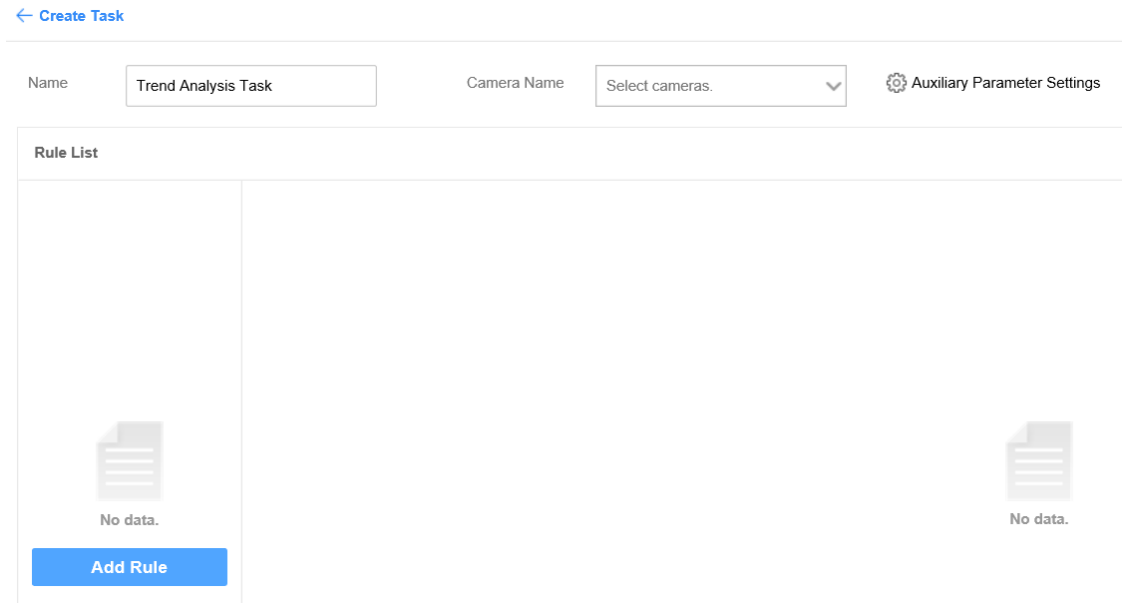 Create Task
Name Trend Analysis Task Camera Name Select cameras. Auxiliary Parameter Settings
Rule List
No data. No data.
Add Rule